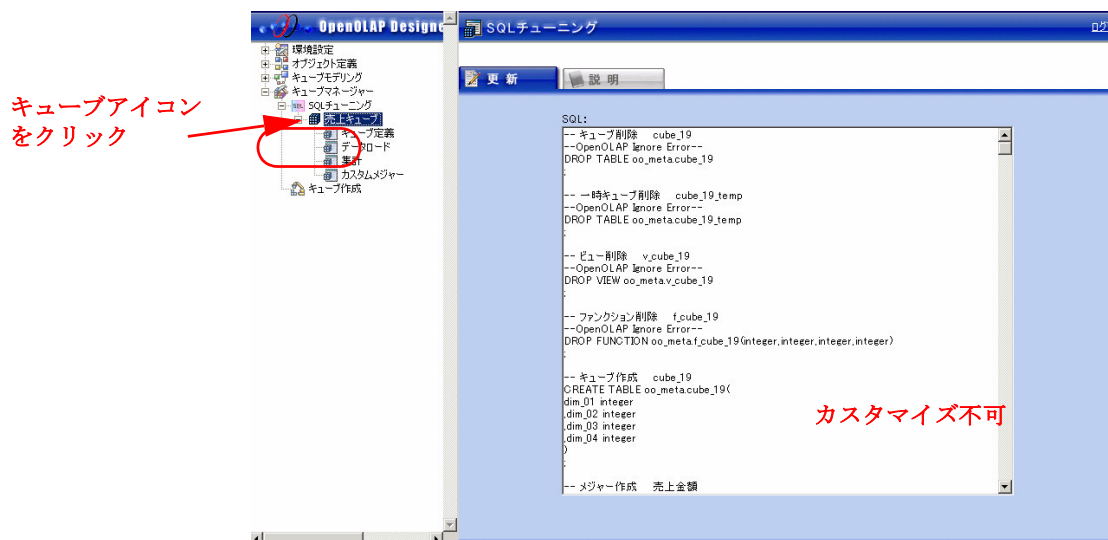 OpenOLAP Designe
SQLチューニング
ログ
環境設定
オブジェクト定義
キューブモデリング
キューブマネージャー
SQL
SQLチューニング
売上キューブ
キューブ定義
データロード
集計
カスタムメジャー
キューブ作成
キューブアイコン
をクリック
更 新
説 明
SQL:
-- キューブ削除 cube_19
--OpenOLAP Ignore Error--
DROP TABLE oo_meta.cube_19
;
-- 一時キューブ削除 cube_19_temp
--OpenOLAP Ignore Error--
DROP TABLE oo_meta.cube_19_temp
;
-- ビュー削除 v_cube_19
--OpenOLAP Ignore Error--
DROP VIEW oo_meta.v_cube_19
;
-- ファンクション削除 f_cube_19
--OpenOLAP Ignore Error--
DROP FUNCTION oo_meta.f_cube_19(integer,integer,integer,integer)
;
-- キューブ作成 cube_19
CREATE TABLE oo_meta.cube_19(
dim_01 integer
,dim_02 integer
,dim_03 integer
,dim_04 integer
)
;
-- メジャー作成 売上金額
カスタマイズ不可